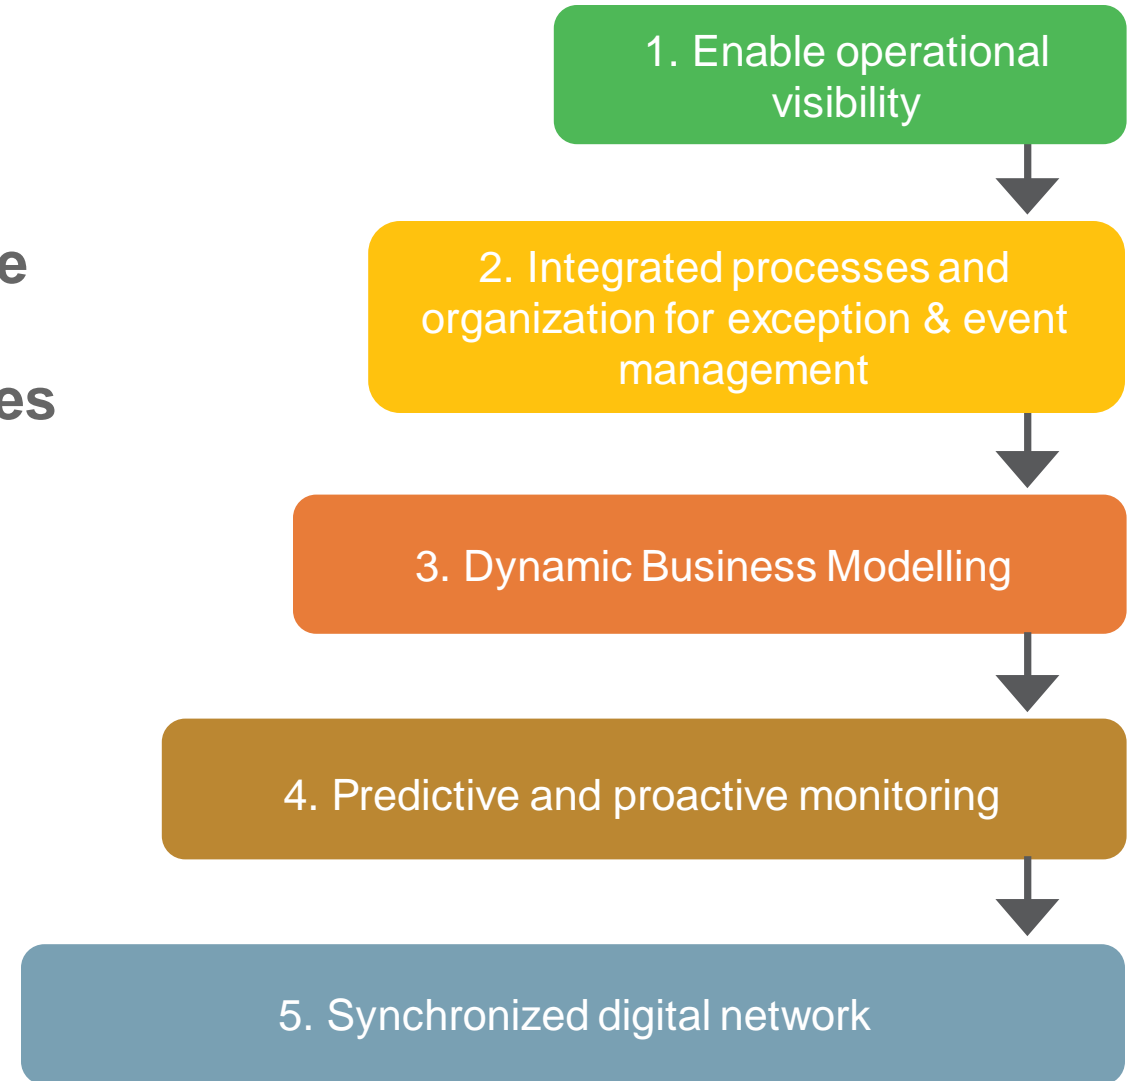 1. Enable operational
visibility
2. Integrated processes and
organization for exception & event
management
3. Dynamic Business Modelling
4. Predictive and proactive monitoring
5. Synchronized digital network